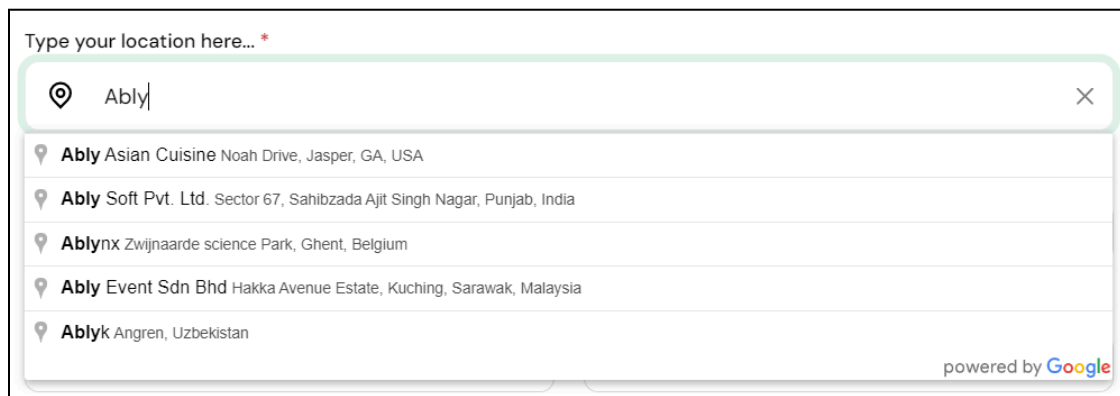 Type your location here... *
Ably
Ably Asian Cuisine Noah Drive, Jasper, GA, USA
Ably Soft Pvt. Ltd. Sector 67, Sahibzada Ajit Singh Nagar, Punjab, India
Ablynx Zwijnaarde science Park, Ghent, Belgium
Ably Event Sdn Bhd Hakka Avenue Estate, Kuching, Sarawak, Malaysia
Ablyk Angren, Uzbekistan
powered by Google